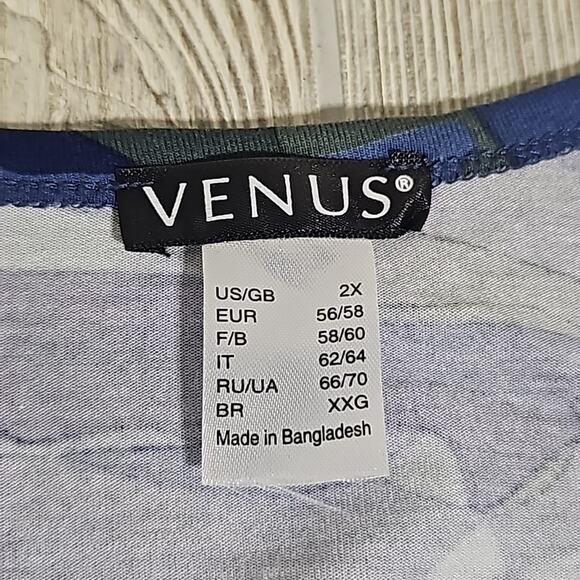 VENUS®
US/GB 2X
EUR 56/58
F/B 58/60
IT 62/64
RU/UA 66/70
BR XXG
Made in Bangladesh